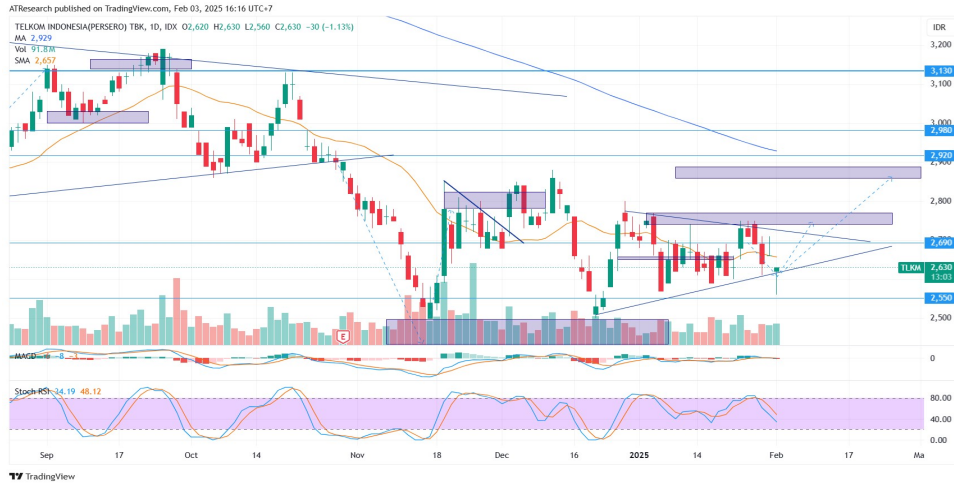 ATResearch published on TradingView.com, Feb 03, 2025 16:16 UTC+7
TELKOM INDONESIA(PERSERO) TBK, 1D, IDX O2,620 H2,630 L2,560 C2,630 −30 (−1.13%)
IDR
MA 2,929
Vol 91.8M
SMA 2,657
3,200
3,130
3,100
3,000
2,980
2,920
2,900
2,800
2,690
TLKM 2,630
13:03
2,550
2,500
E
MACD −8
0
Stoch RSI 34.19 48.12
80.00
40.00
0.00
Sep Oct 14 Nov 18 Dec 16 2025 14 Feb 17 Ma
TradingView